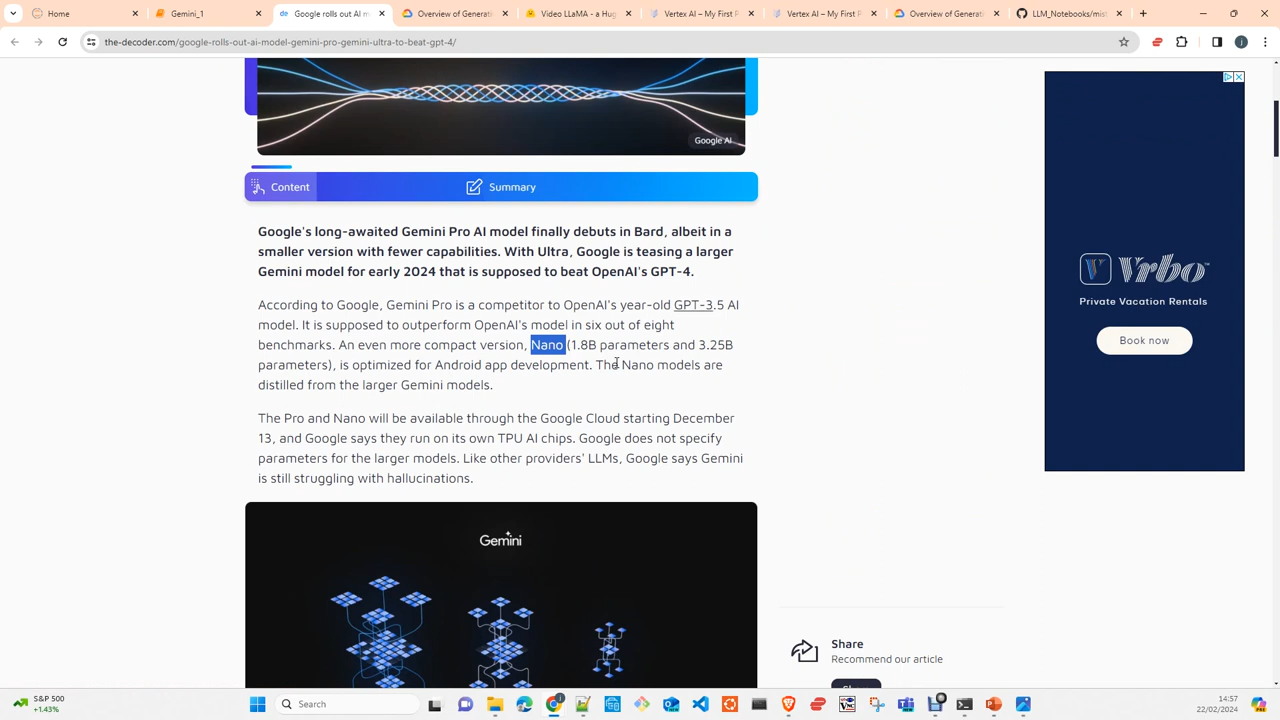 Home
Gemini_1
Google rolls out AI m
Overview of Generati
Video LLaMA - a Hug
Vertex AI – My First P
Vertex AI – My First P
Overview of Generati
LLM_Notebooks/mist
the-decoder.com/google-rolls-out-ai-model-gemini-pro-gemini-ultra-to-beat-gpt-4/
Google AI
Content
Summary
Google's long-awaited Gemini Pro AI model finally debuts in Bard, albeit in a
smaller version with fewer capabilities. With Ultra, Google is teasing a larger
Gemini model for early 2024 that is supposed to beat OpenAI's GPT-4.
According to Google, Gemini Pro is a competitor to OpenAI's year-old GPT-3.5 AI
model. It is supposed to outperform OpenAI's model in six out of eight
benchmarks. An even more compact version, Nano (1.8B parameters and 3.25B
parameters), is optimized for Android app development. The Nano models are
distilled from the larger Gemini models.
The Pro and Nano will be available through the Google Cloud starting December
13, and Google says they run on its own TPU AI chips. Google does not specify
parameters for the larger models. Like other providers' LLMs, Google says Gemini
is still struggling with hallucinations.
Gemini
Vrbo™
Private Vacation Rentals
Book now
Share
Recommend our article
S&P 500
+1.43%
Search
14:57
22/02/2024